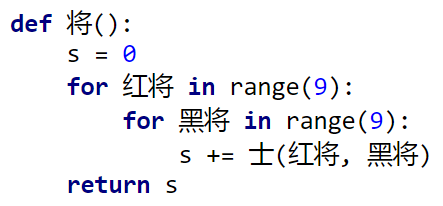 def 将():
    s = 0
    for 红将 in range(9):
        for 黑将 in range(9):
            s += 士(红将, 黑将)
    return s